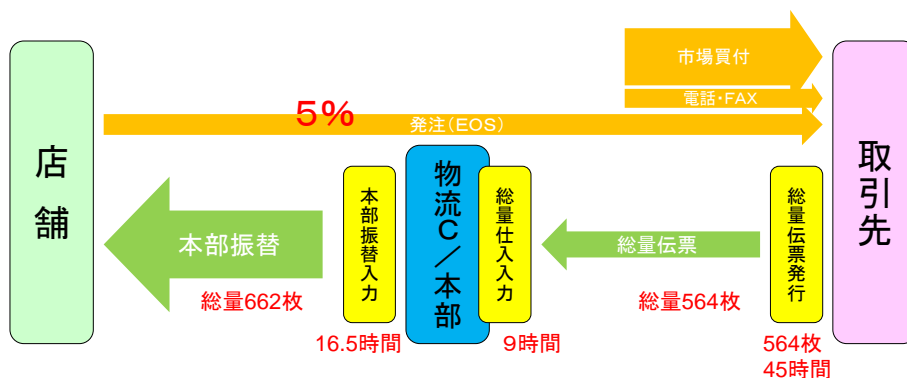 市場買付
電話・FAX
5%
発注(EOS)
店舗
取引先
物流C/本部
本部振替入力
総量仕入入力
総量伝票発行
本部振替
総量伝票
総量662枚
総量564枚
16.5時間
9時間
564枚
45時間